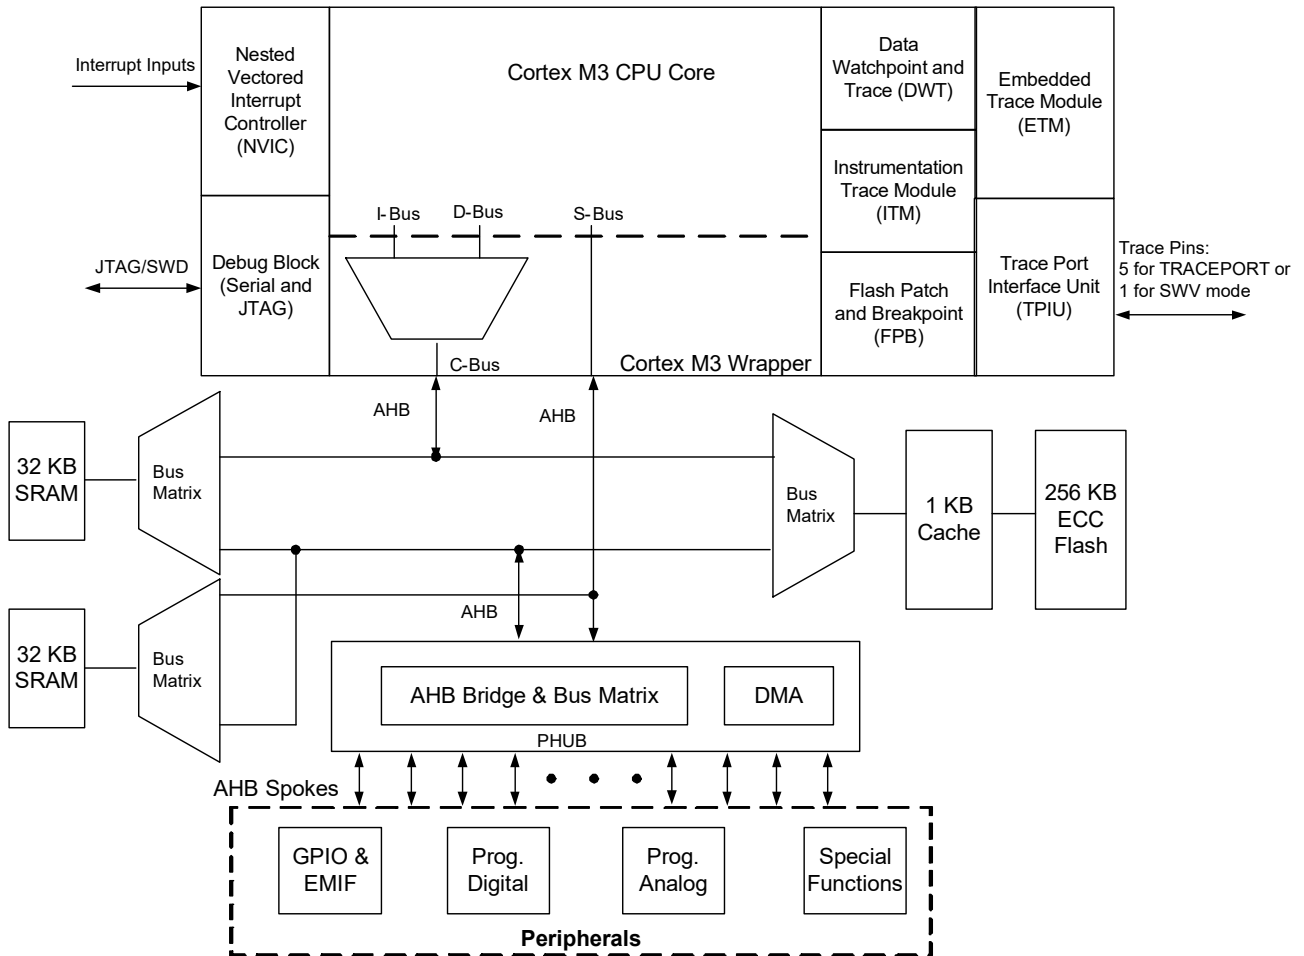 Interrupt Inputs
Nested
Vectored
Interrupt
Controller
(NVIC)
Cortex M3 CPU Core
Data
Watchpoint and
Trace (DWT)
Embedded
Trace Module
(ETM)
Instrumentation
Trace Module
(ITM)
I-Bus
D-Bus
S-Bus
JTAG/SWD
Debug Block
(Serial and
JTAG)
Flash Patch
and Breakpoint
(FPB)
Trace Port
Interface Unit
(TPIU)
Trace Pins:
5 for TRACEPORT or
1 for SWV mode
C-Bus
Cortex M3 Wrapper
AHB
AHB
32 KB
SRAM
Bus
Matrix
Bus
Matrix
1 KB
Cache
256 KB
ECC
Flash
AHB
32 KB
SRAM
Bus
Matrix
AHB Bridge & Bus Matrix
DMA
PHUB
AHB Spokes
GPIO &
EMIF
Prog.
Digital
Prog.
Analog
Special
Functions
Peripherals